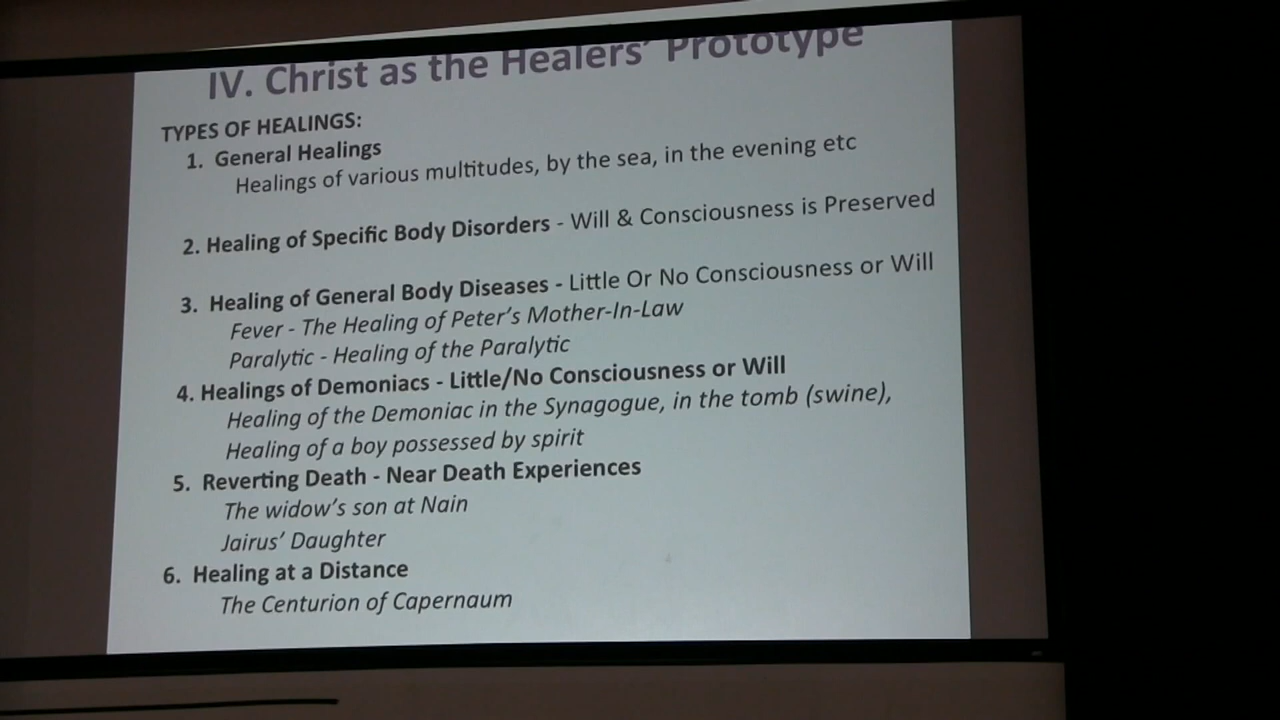 IV. Christ as the Healers' Prototype
TYPES OF HEALINGS:
1. General Healings
Healings of various multitudes, by the sea, in the evening etc
2. Healing of Specific Body Disorders - Will & Consciousness is Preserved
3. Healing of General Body Diseases - Little Or No Consciousness or Will
Fever - The Healing of Peter's Mother-In-Law
Paralytic - Healing of the Paralytic
4. Healings of Demoniacs - Little/No Consciousness or Will
Healing of the Demoniac in the Synagogue, in the tomb (swine),
Healing of a boy possessed by spirit
5. Reverting Death - Near Death Experiences
The widow's son at Nain
Jairus' Daughter
6. Healing at a Distance
The Centurion of Capernaum